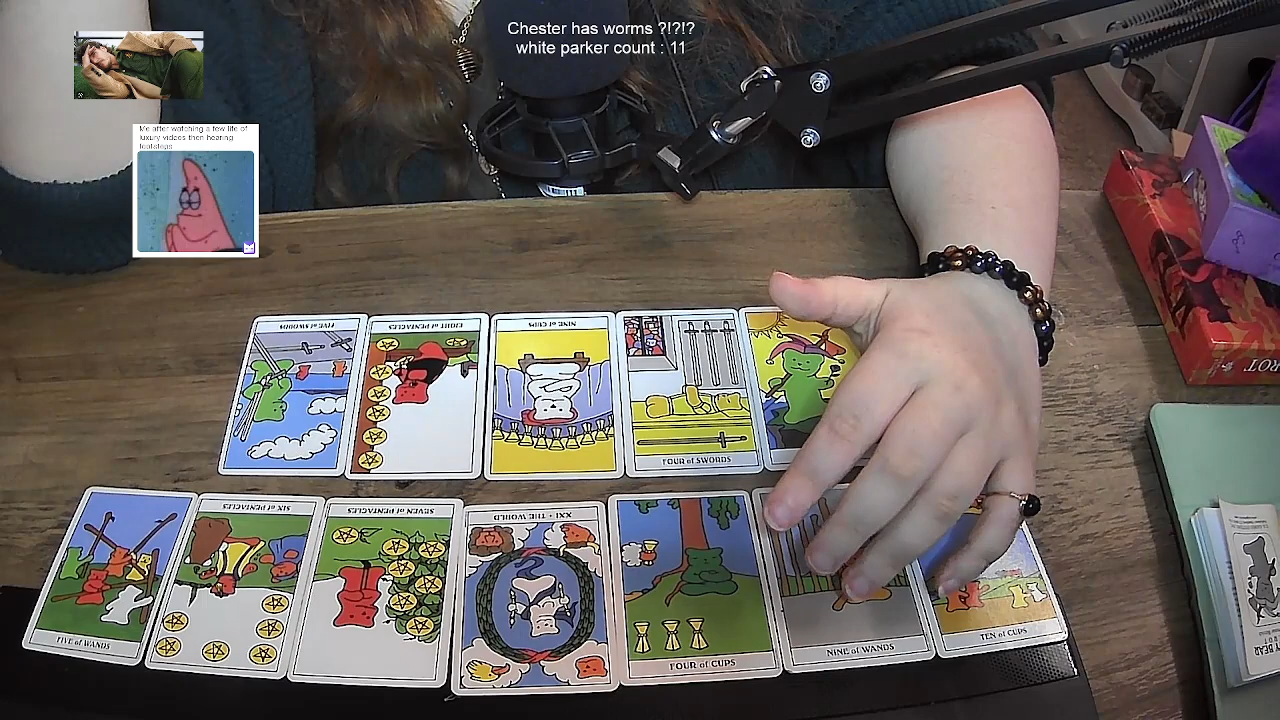 Chester has worms ?!?!?
white parker count : 11
Me after watching a few life of
luxury videos then hearing
footsteps
FIVE of SWORDS
EIGHT of PENTACLES
NINE of CUPS
FOUR of SWORDS
FIVE of WANDS
SIX of PENTACLES
SEVEN of PENTACLES
XXI • THE WORLD
FOUR of CUPS
NINE of WANDS
TEN of CUPS